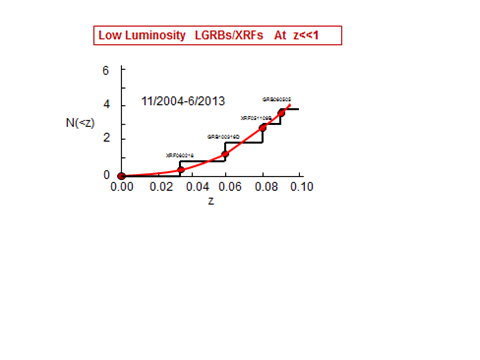 Low Luminosity LGRBs/XRFs At z<<1
6
11/2004-6/2013
4
N(<z)
2
0
GRB060505
XRF051109B
GRB100316D
XRF060218
0.00 0.02 0.04 0.06 0.08 0.10
z